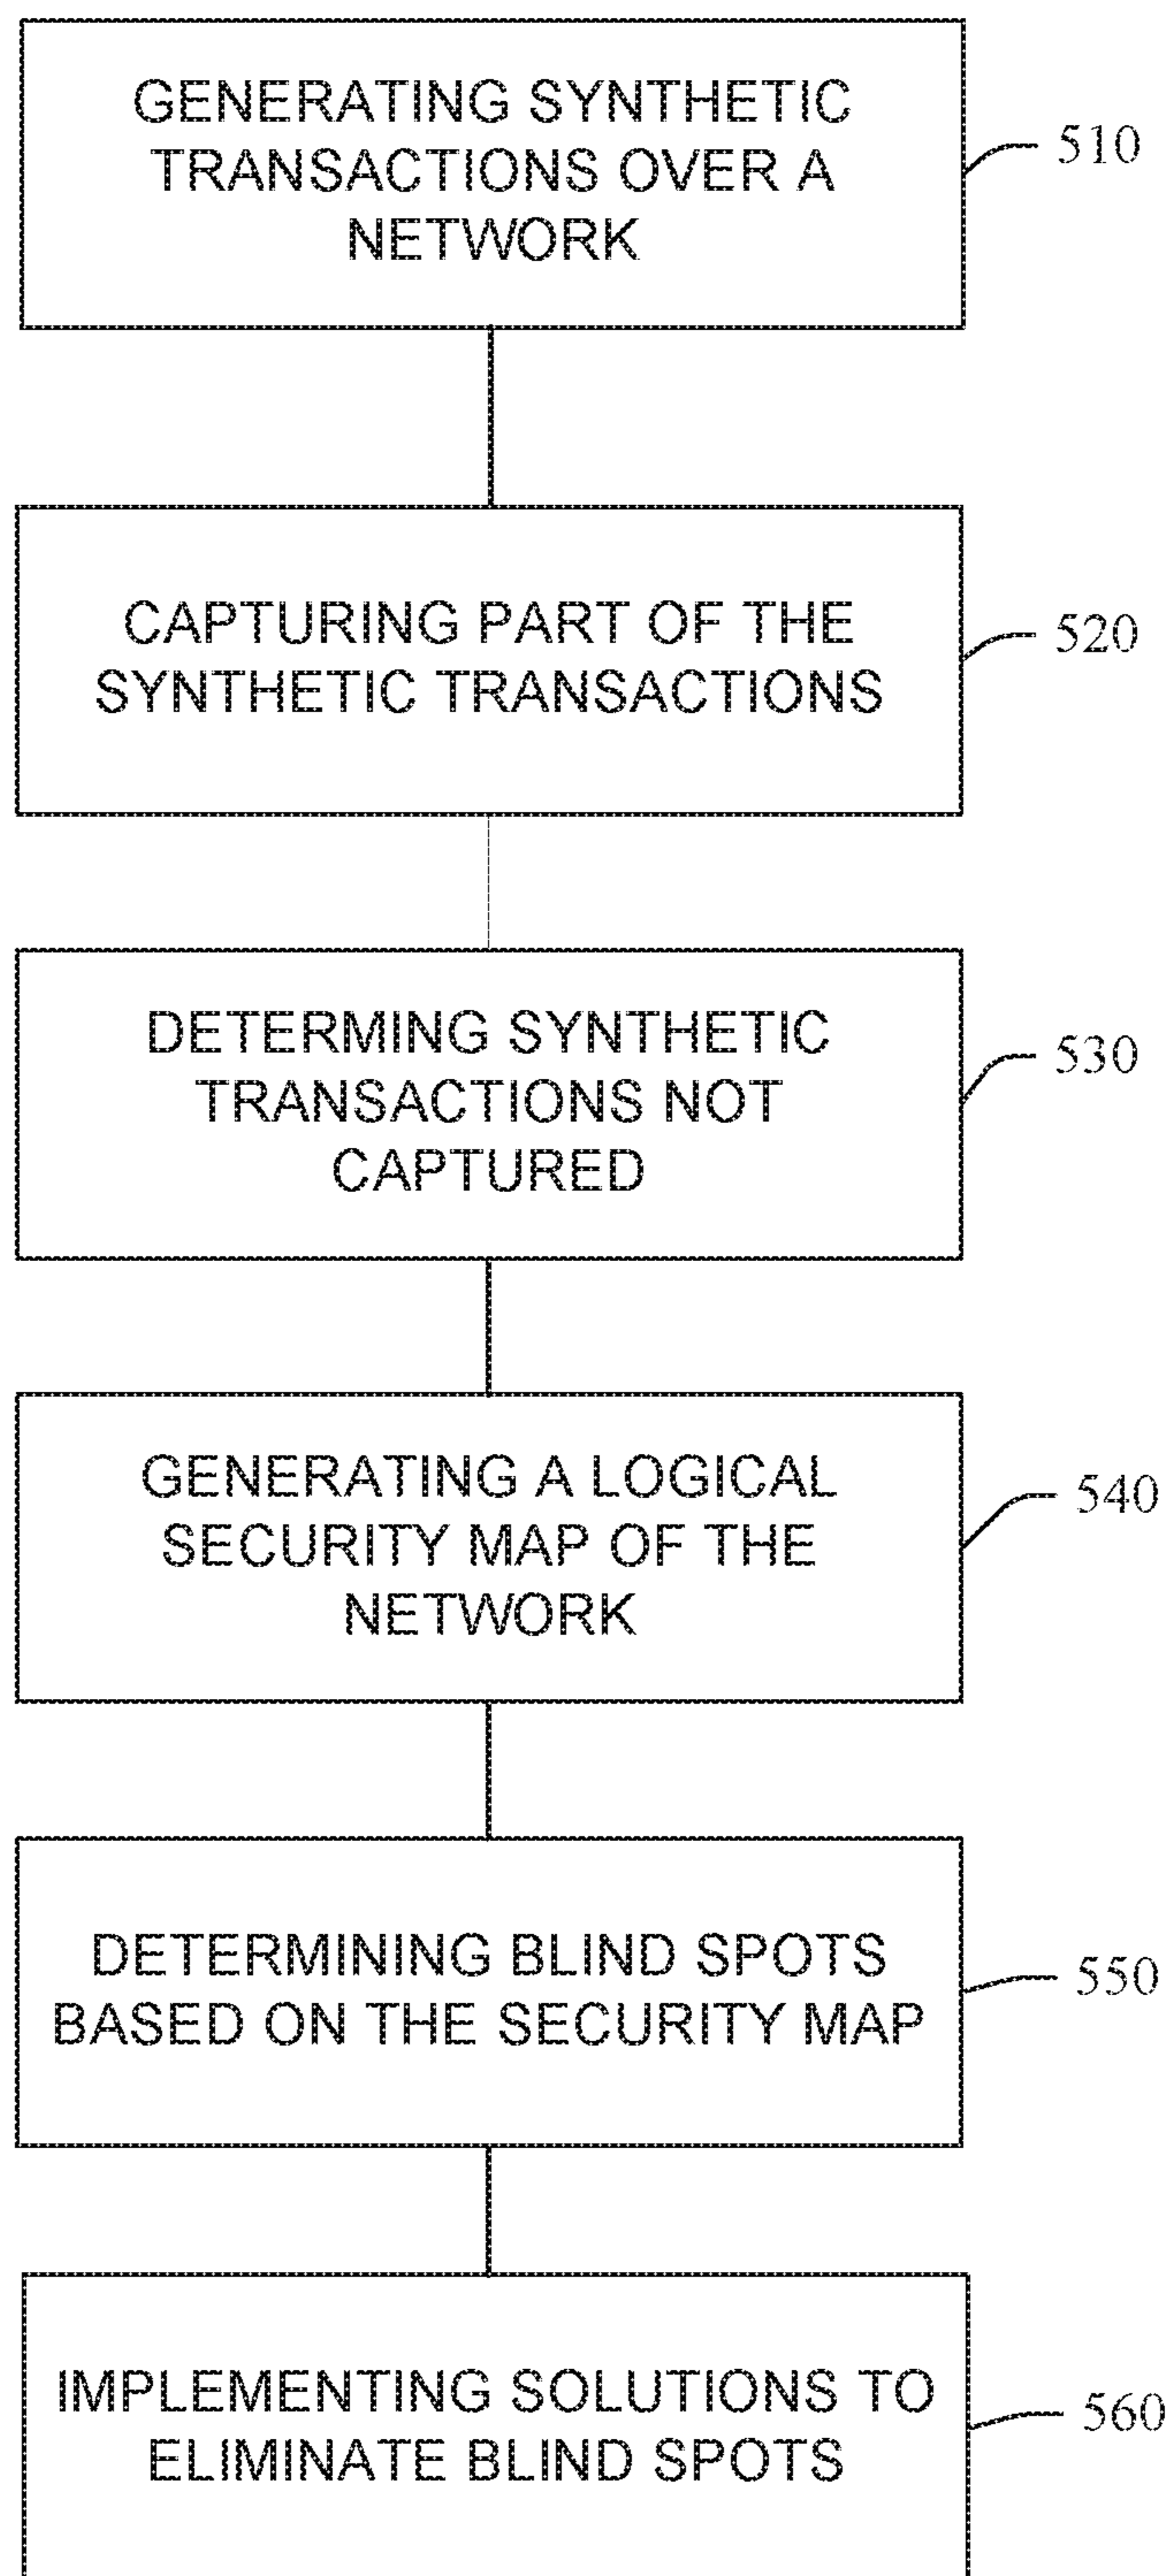 GENERATING SYNTHETIC
TRANSACTIONS OVER A
NETWORK
510
CAPTURING PART OF THE
SYNTHETIC TRANSACTIONS
520
DETERMING SYNTHETIC
TRANSACTIONS NOT
CAPTURED
530
GENERATING A LOGICAL
SECURITY MAP OF THE
NETWORK
540
DETERMINING BLIND SPOTS
BASED ON THE SECURITY MAP
550
IMPLEMENTING SOLUTIONS TO
ELIMINATE BLIND SPOTS
560